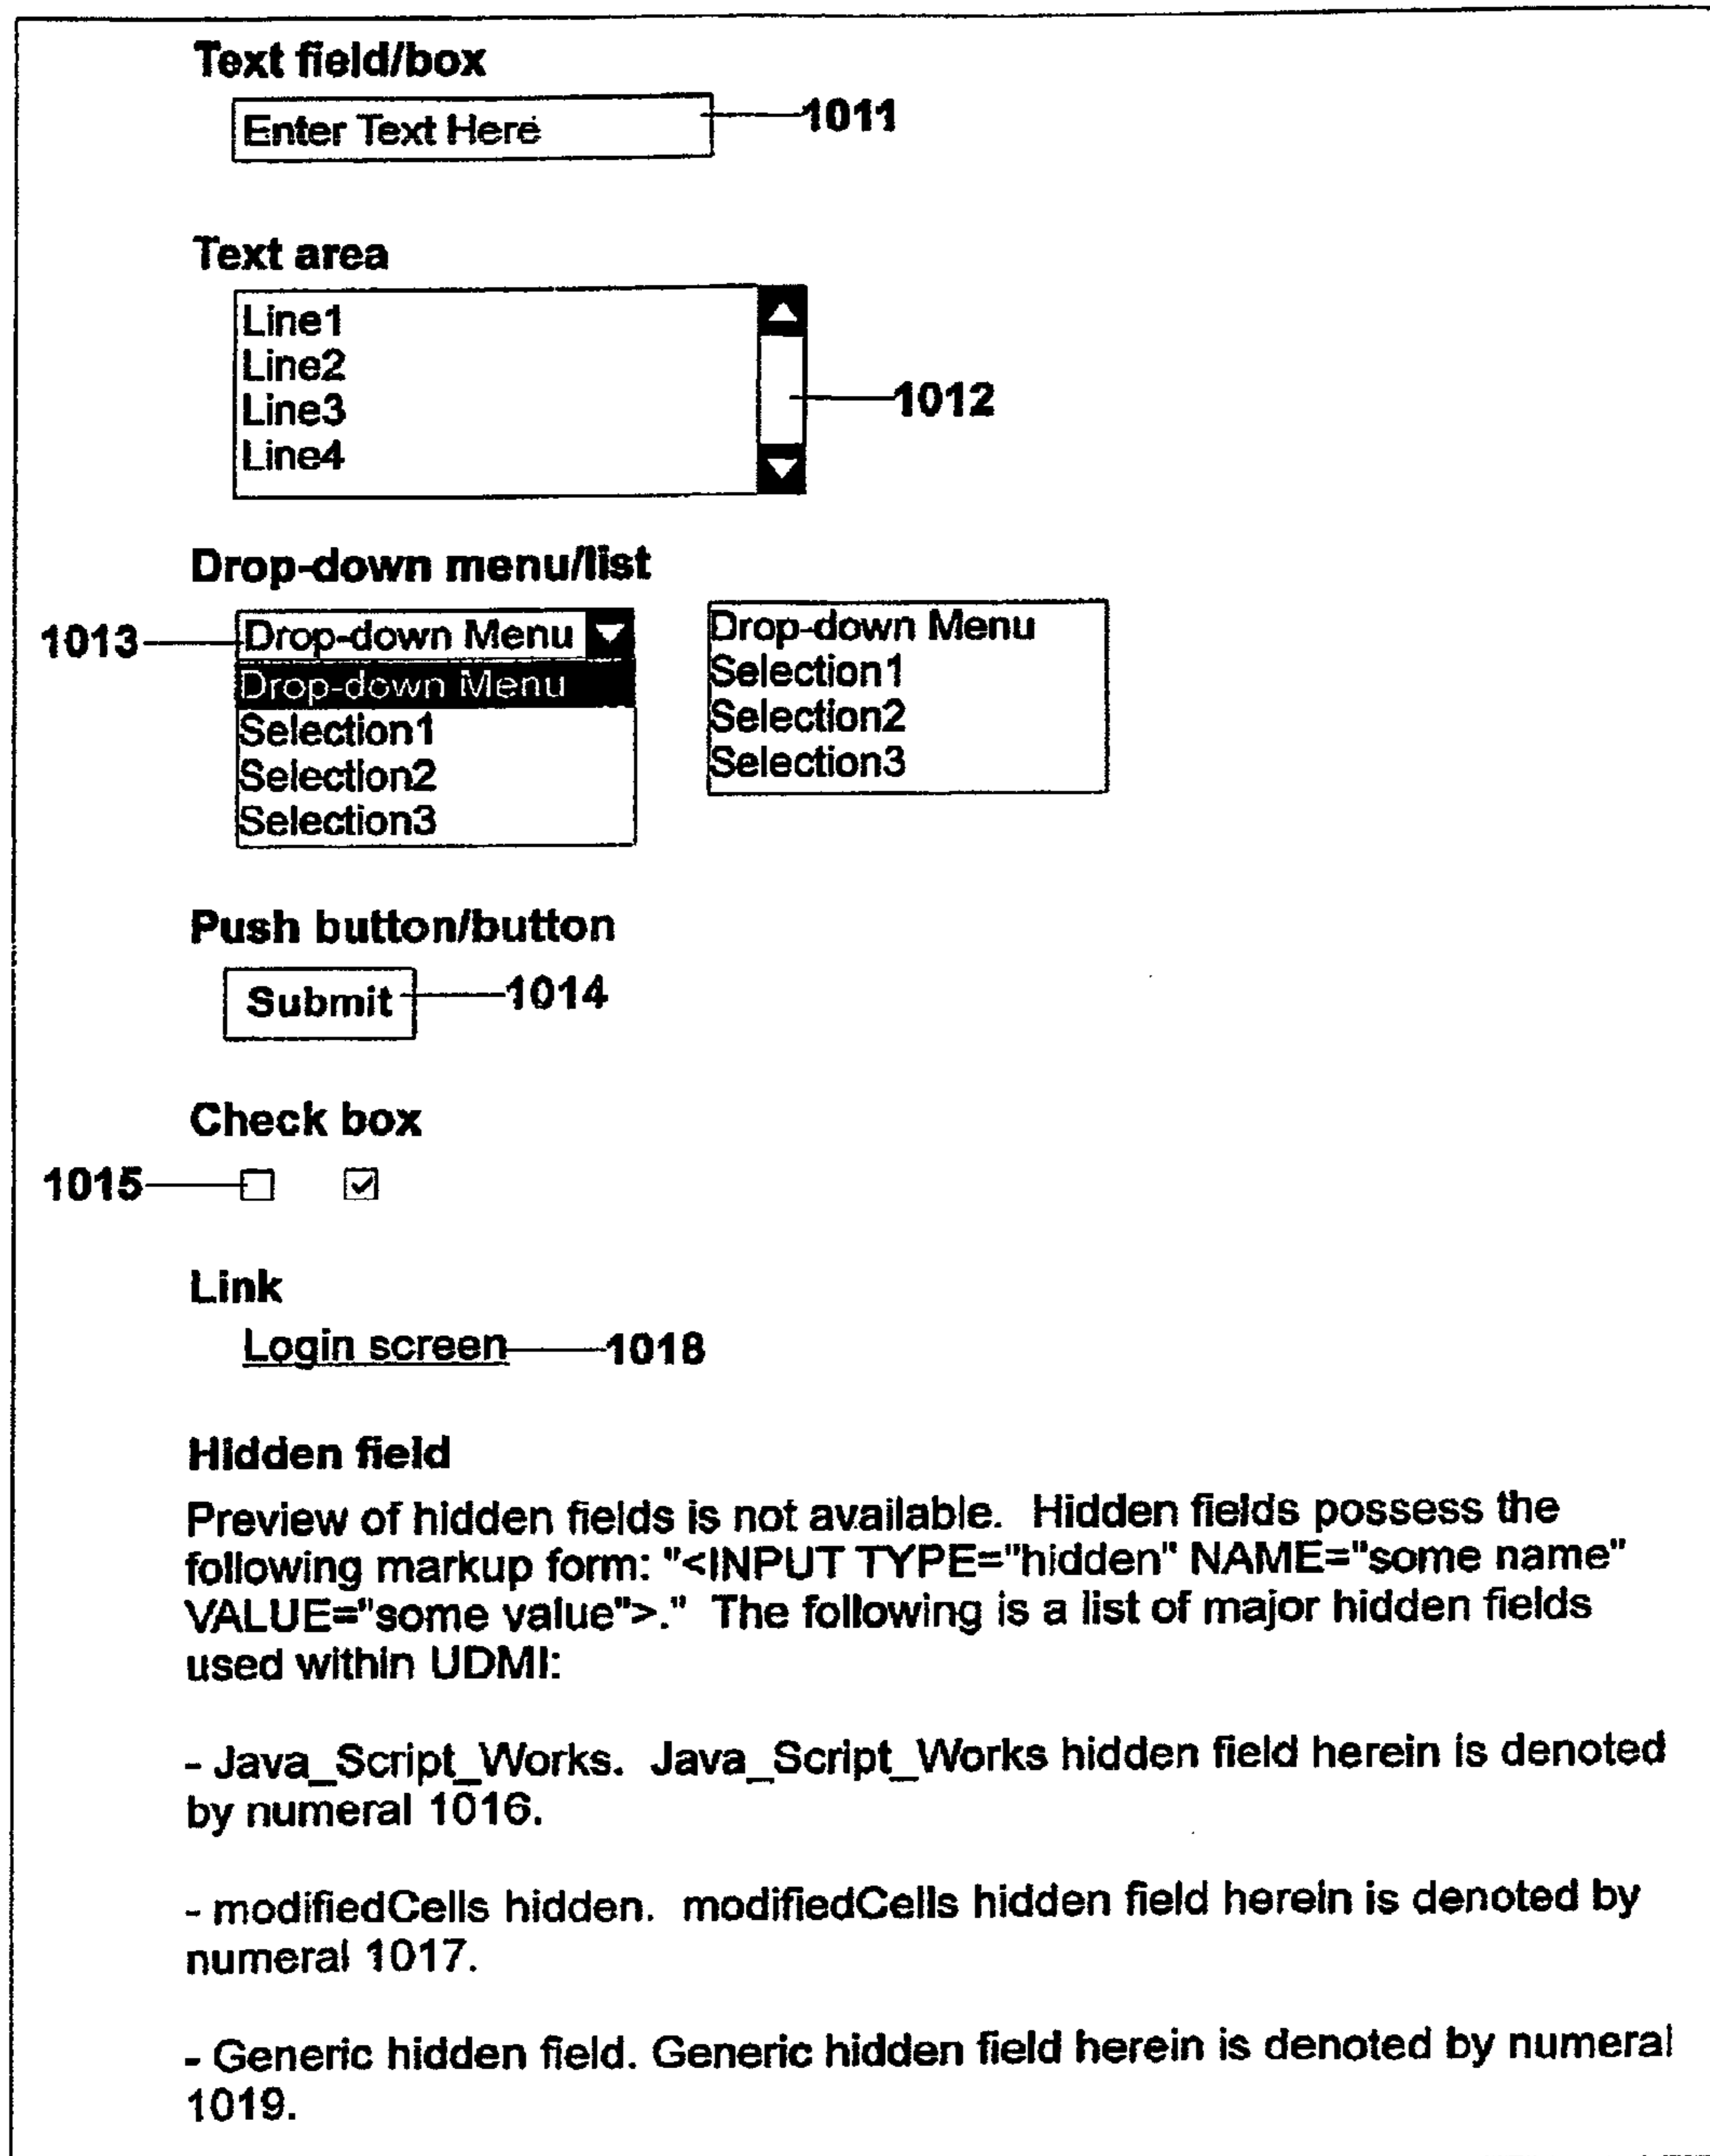 Text field/box
Enter Text Here
1011
Text area
Line1
Line2
Line3
Line4
1012
Drop-down menu/list
1013
Drop-down Menu
Drop-down Menu
Selection1
Selection2
Selection3
Drop-down Menu
Selection1
Selection2
Selection3
Push button/button
Submit
1014
Check box
1015
Link
Login screen
1018
Hidden field
Preview of hidden fields is not available. Hidden fields possess the
following markup form: "<INPUT TYPE="hidden" NAME="some name"
VALUE="some value">." The following is a list of major hidden fields
used within UDMI:
- Java_Script_Works. Java_Script_Works hidden field herein is denoted
by numeral 1016.
- modifiedCells hidden. modifiedCells hidden field herein is denoted by
numeral 1017.
- Generic hidden field. Generic hidden field herein is denoted by numeral
1019.